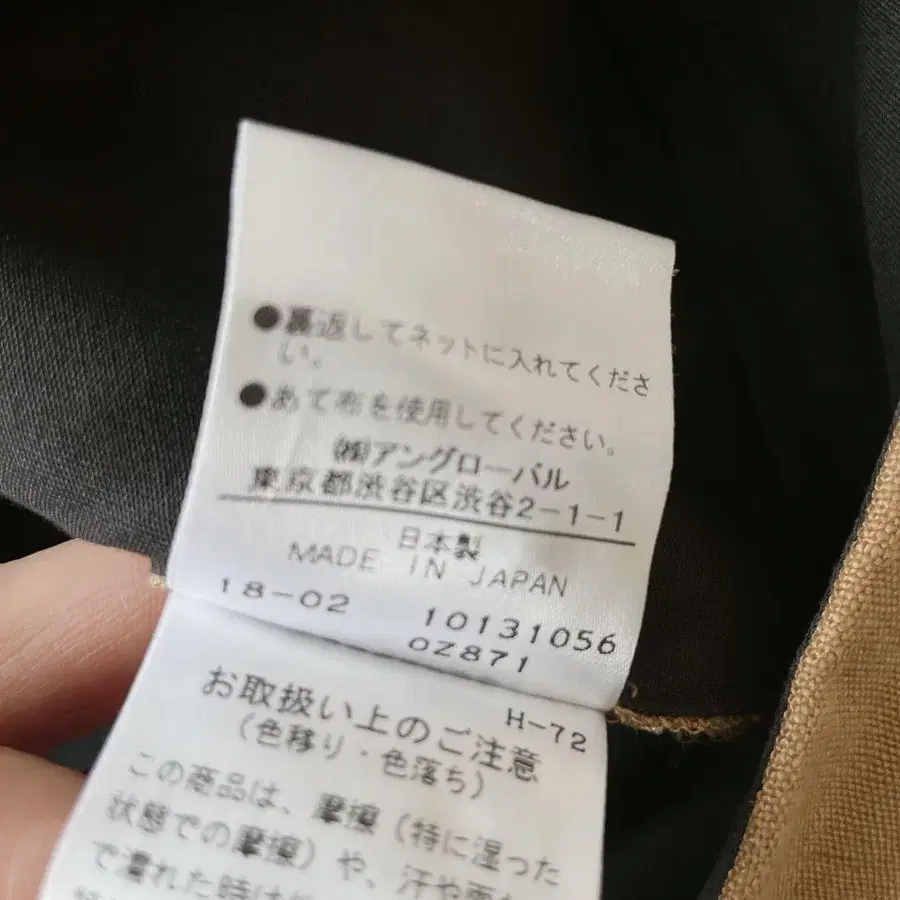 ●裏返してネットに入れてくださ
い。
●あて布を使用してください。
㈱アングローバル
東京都渋谷区渋谷2-1-1
日本製
MADE IN JAPAN
18-02 10131056
0Z871
H-72
お取扱い上のご注意
（色移り・色落ち）
この商品は、摩擦（特に湿った
状態での摩擦）や、汗や雨
で濡れた時は